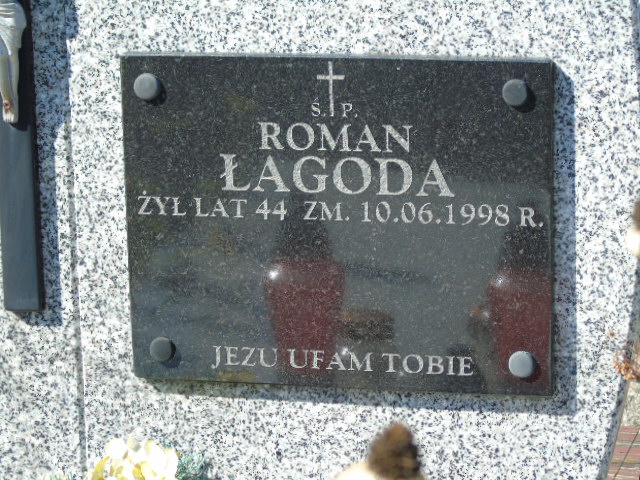 Ś. P.
ROMAN
ŁAGODA
ŻYŁ LAT 44 ZM. 10.06.1998 R.
JEZU UFAM TOBIE